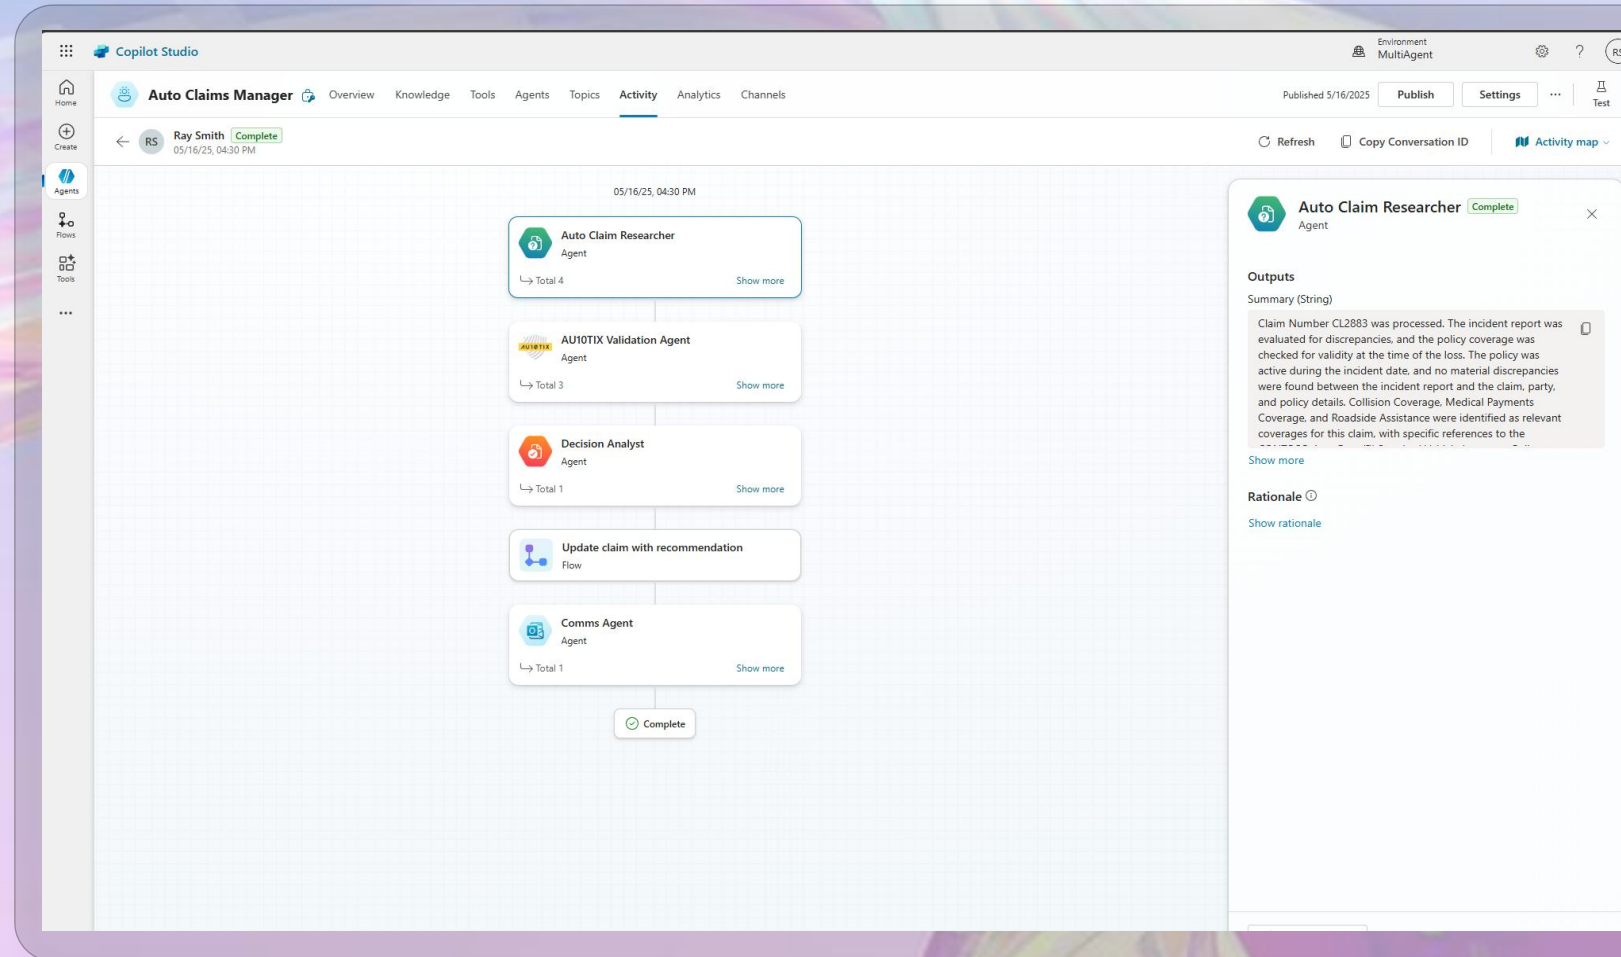 Copilot Studio
Environment
MultiAgent
?
RS
Home
Create
Agents
Flows
Tools
Auto Claims Manager
Overview
Knowledge
Tools
Agents
Topics
Activity
Analytics
Channels
Published 5/16/2025
Publish
Settings
Test
RS
Ray Smith
Complete
05/16/25, 04:30 PM
Refresh
Copy Conversation ID
Activity map
05/16/25, 04:30 PM
Auto Claim Researcher
Agent
Total 4
Show more
AU10TIX
AU10TIX Validation Agent
Agent
Total 3
Show more
Decision Analyst
Agent
Total 1
Show more
Update claim with recommendation
Flow
Comms Agent
Agent
Total 1
Show more
Complete
Auto Claim Researcher
Complete
Agent
Outputs
Summary (String)
Claim Number CL2883 was processed. The incident report was
evaluated for discrepancies, and the policy coverage was
checked for validity at the time of the loss. The policy was
active during the incident date, and no material discrepancies
were found between the incident report and the claim, party,
and policy details. Collision Coverage, Medical Payments
Coverage, and Roadside Assistance were identified as relevant
coverages for this claim, with specific references to the
Show more
Rationale
Show rationale